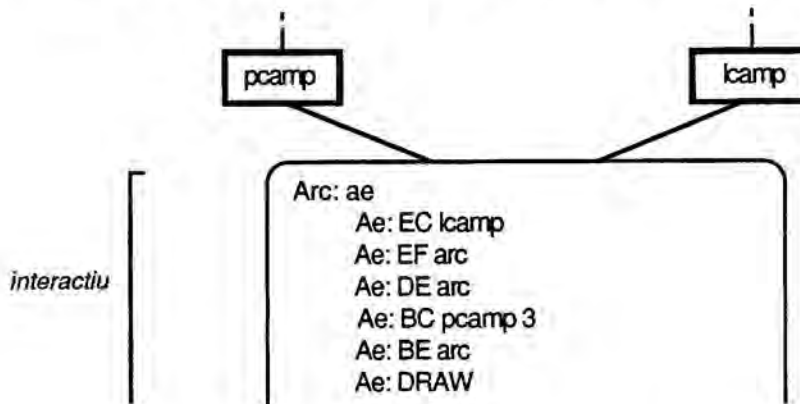 pcamp
lcamp
Arc: ae
Ae: EC lcamp
Ae: EF arc
Ae: DE arc
interactiu
Ae: BC pcamp 3
Ae: BE arc
Ae: DRAW